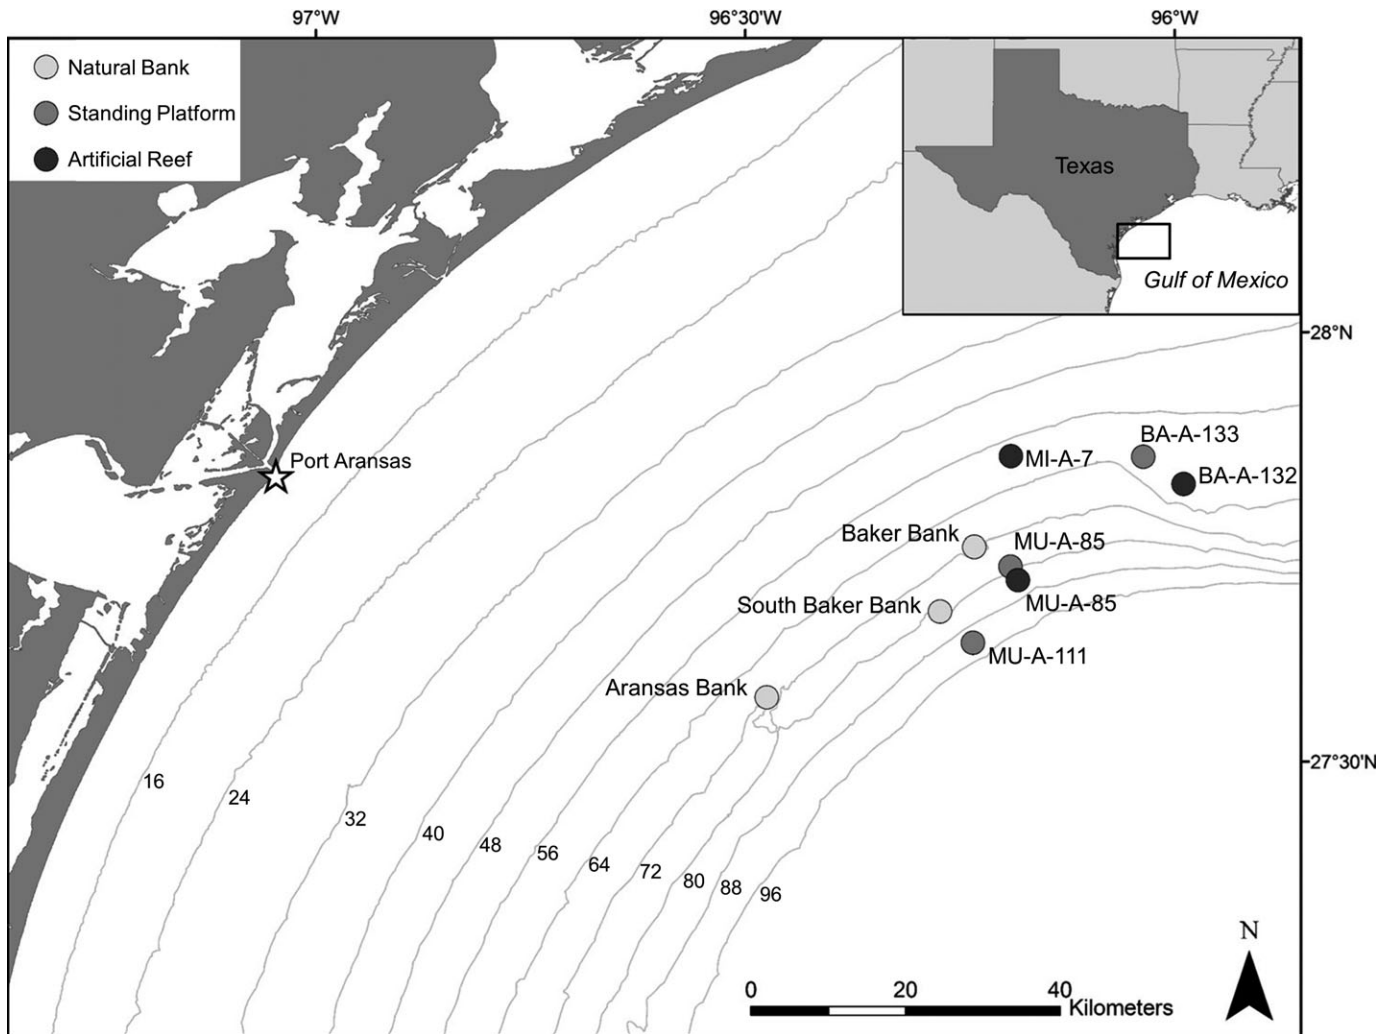 97°W
96°30'W
96°W
Natural Bank
Standing Platform
Artificial Reef
Texas
Gulf of Mexico
28°N
BA-A-133
MI-A-7
BA-A-132
Port Aransas
Baker Bank
MU-A-85
South Baker Bank
MU-A-85
MU-A-111
Aransas Bank
27°30'N
16
24
32
40
48
56
64
72
80
88
96
N
0
20
40
Kilometers